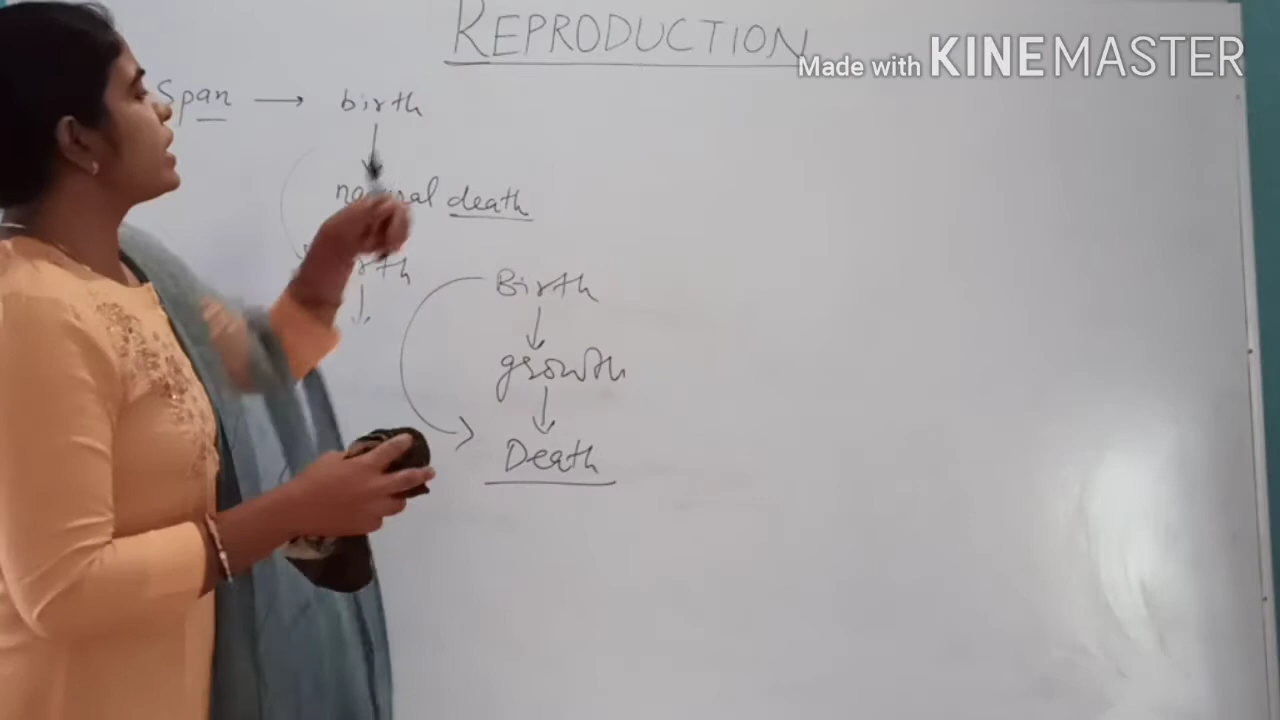 REPRODUCTION
Made with KINEMASTER
Span → birth
↓
death
↓
Birth
↓
growth
↓
Death